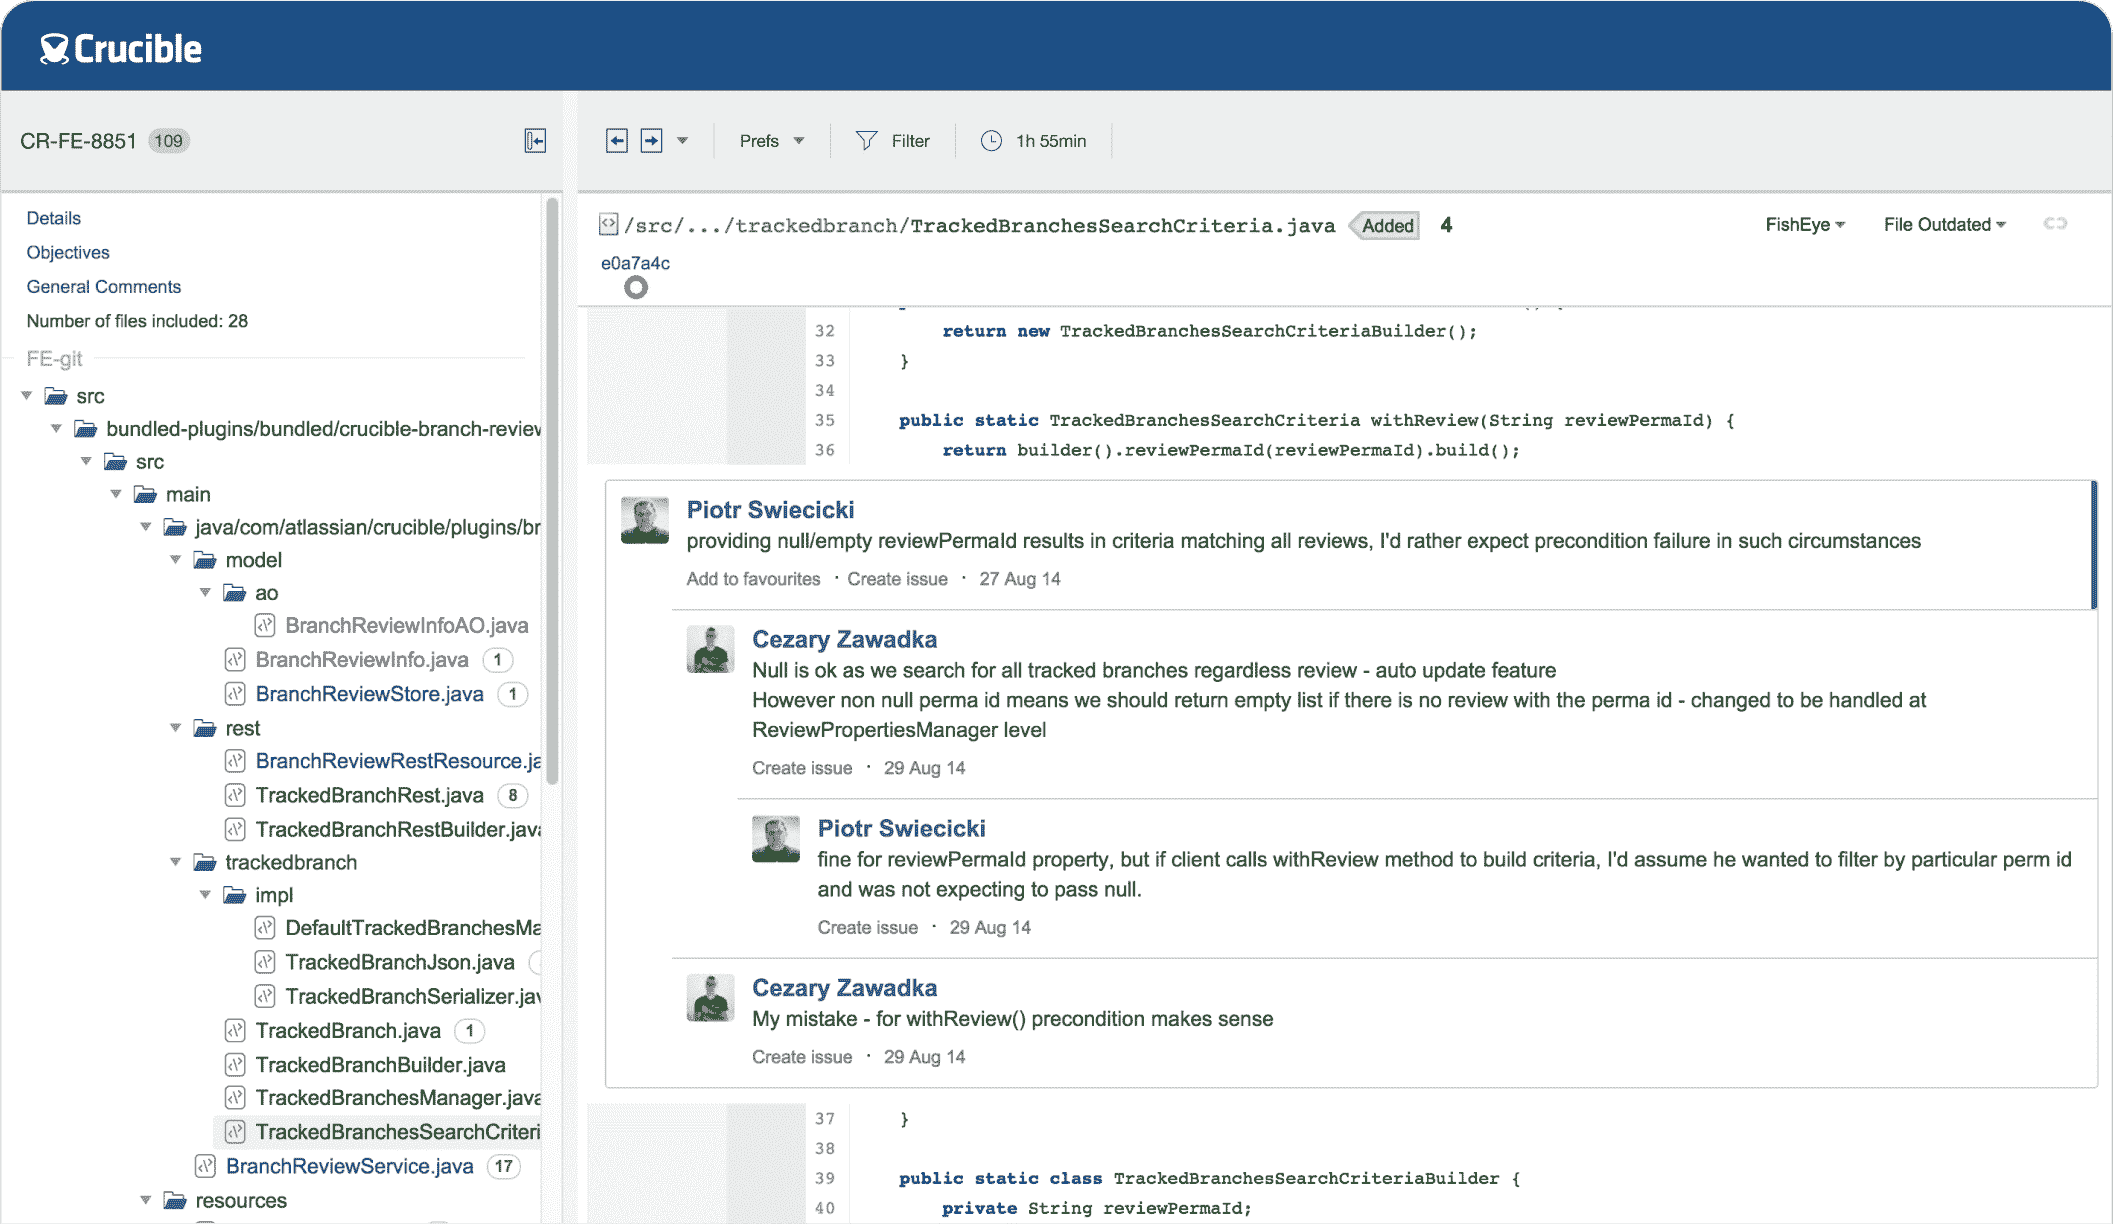 Crucible
CR-FE-8851 109
Prefs Filter 1h 55min
Details
Objectives
General Comments
Number of files included: 28
FE-git
src
bundled-plugins/bundled/crucible-branch-review
src
main
java/com/atlassian/crucible/plugins/br
model
ao
BranchReviewInfoAO.java
BranchReviewInfo.java 1
BranchReviewStore.java 1
rest
BranchReviewRestResource.ja
TrackedBranchRest.java 8
TrackedBranchRestBuilder.java
trackedbranch
impl
DefaultTrackedBranchesMa
TrackedBranchJson.java
TrackedBranchSerializer.jav
TrackedBranch.java 1
TrackedBranchBuilder.java
TrackedBranchesManager.java
TrackedBranchesSearchCriteri
BranchReviewService.java 17
resources
/src/.../trackedbranch/TrackedBranchesSearchCriteria.java Added 4 FishEye File Outdated
e0a7a4c
32 return new TrackedBranchesSearchCriteriaBuilder();
33 }
34
35 public static TrackedBranchesSearchCriteria withReview(String reviewPermaId) {
36 return builder().reviewPermaId(reviewPermaId).build();
Piotr Swiecicki
providing null/empty reviewPermaId results in criteria matching all reviews, I'd rather expect precondition failure in such circumstances
Add to favourites · Create issue · 27 Aug 14
Cezary Zawadka
Null is ok as we search for all tracked branches regardless review - auto update feature
However non null perma id means we should return empty list if there is no review with the perma id - changed to be handled at
ReviewPropertiesManager level
Create issue · 29 Aug 14
Piotr Swiecicki
fine for reviewPermaId property, but if client calls withReview method to build criteria, I'd assume he wanted to filter by particular perm id
and was not expecting to pass null.
Create issue · 29 Aug 14
Cezary Zawadka
My mistake - for withReview() precondition makes sense
Create issue · 29 Aug 14
37 }
38
39 public static class TrackedBranchesSearchCriteriaBuilder {
40 private String reviewPermaId;